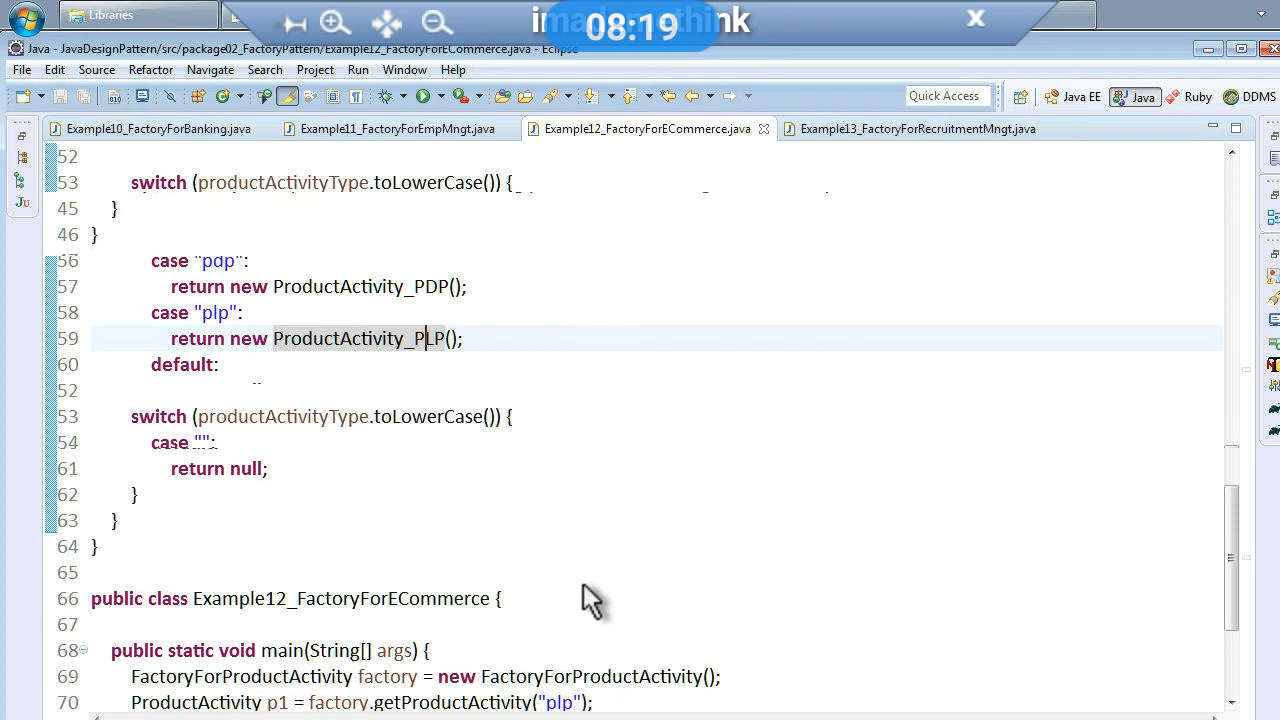 Libraries
08:19
Java - JavaDesignPattern/src/package02_FactoryPattern/Example12_FactoryForECommerce.java - Eclipse
File Edit Source Refactor Navigate Search Project Run Window Help
Quick Access Java EE Java Ruby DDMS
Example10_FactoryForBanking.java Example11_FactoryForEmpMngt.java Example12_FactoryForECommerce.java Example13_FactoryForRecruitmentMngt.java
52
53 switch (productActivityType.toLowerCase()) {
45 }
46 }
56 case "pdp":
57 return new ProductActivity_PDP();
58 case "plp":
59 return new ProductActivity_PLP();
60 default:
52
53 switch (productActivityType.toLowerCase()) {
54 case "":
61 return null;
62 }
63 }
64 }
65
66 public class Example12_FactoryForECommerce {
67
68 public static void main(String[] args) {
69 FactoryForProductActivity factory = new FactoryForProductActivity();
70 ProductActivity p1 = factory.getProductActivity("plp");